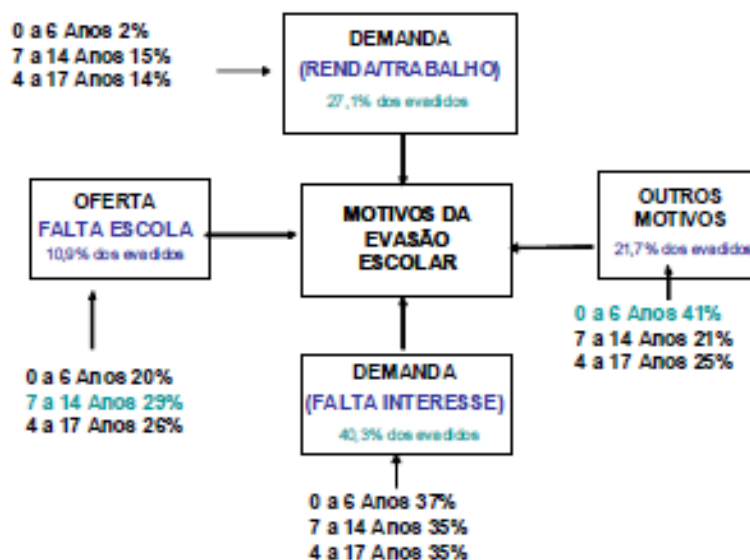 0 a 6 Anos 2%
7 a 14 Anos 15%
4 a 17 Anos 14%
DEMANDA
(RENDA/TRABALHO)
27,1% dos evadidos
OFERTA
FALTA ESCOLA
10,9% dos evadidos
MOTIVOS DA
EVASÃO
ESCOLAR
OUTROS
MOTIVOS
21,7% dos evadidos
0 a 6 Anos 41%
7 a 14 Anos 21%
4 a 17 Anos 25%
0 a 6 Anos 20%
7 a 14 Anos 29%
4 a 17 Anos 26%
DEMANDA
(FALTA INTERESSE)
40,3% dos evadidos
0 a 6 Anos 37%
7 a 14 Anos 35%
4 a 17 Anos 35%